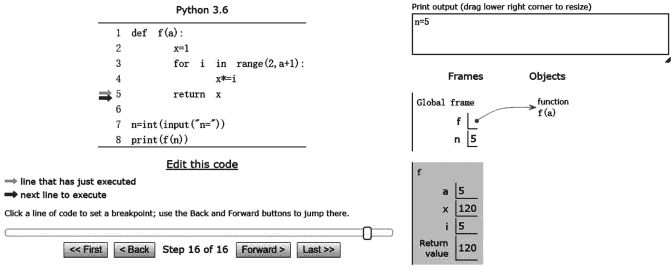 Python 3.6
1 def f(a):
2 x=1
3 for i in range(2,a+1):
4 x*=i
5 return x
6
7 n=int(input("n="))
8 print(f(n))
Edit this code
line that has just executed
next line to execute
Click a line of code to set a breakpoint; use the Back and Forward buttons to jump there.
<< First < Back Step 16 of 16 Forward > Last >>
Print output (drag lower right corner to resize)
n=5
Frames Objects
Global frame
f
n 5
function
f(a)
f
a 5
x 120
i 5
Return
value 120